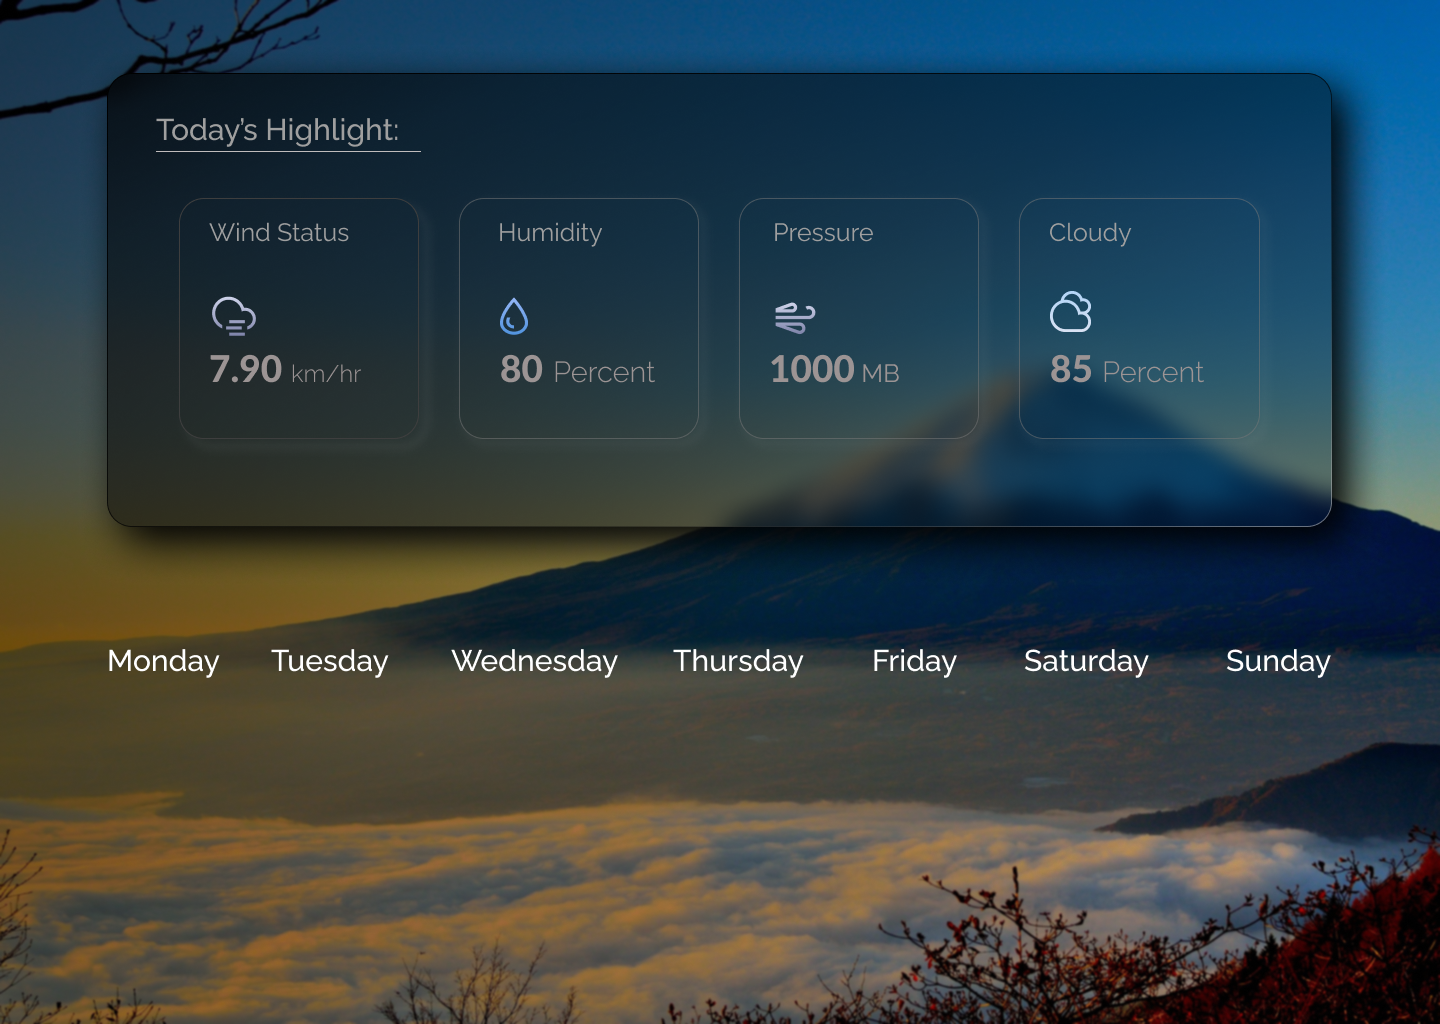 Today's Highlight:
Wind Status
7.90 km/hr
Humidity
80 Percent
Pressure
1000 MB
Cloudy
85 Percent
Monday Tuesday Wednesday Thursday Friday Saturday Sunday